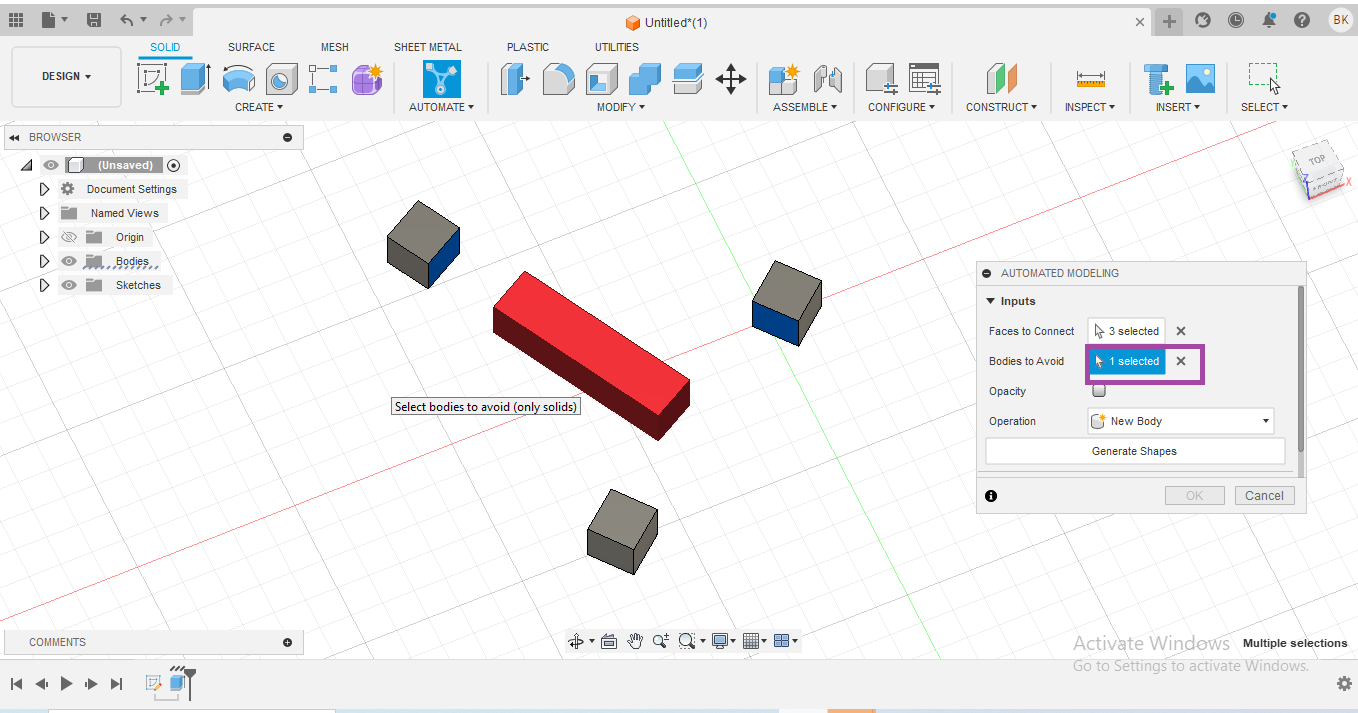 Untitled*(1)
BK
DESIGN
SOLID
SURFACE
MESH
SHEET METAL
PLASTIC
UTILITIES
CREATE
AUTOMATE
MODIFY
ASSEMBLE
CONFIGURE
CONSTRUCT
INSPECT
INSERT
SELECT
BROWSER
(Unsaved)
Document Settings
Named Views
Origin
Bodies
Sketches
TOP
X
Z
AUTOMATED MODELING
Inputs
Faces to Connect 3 selected
Bodies to Avoid 1 selected
Opacity
Operation New Body
Generate Shapes
OK Cancel
Select bodies to avoid (only solids)
COMMENTS
Activate Windows
Multiple selections
Go to Settings to activate Windows.